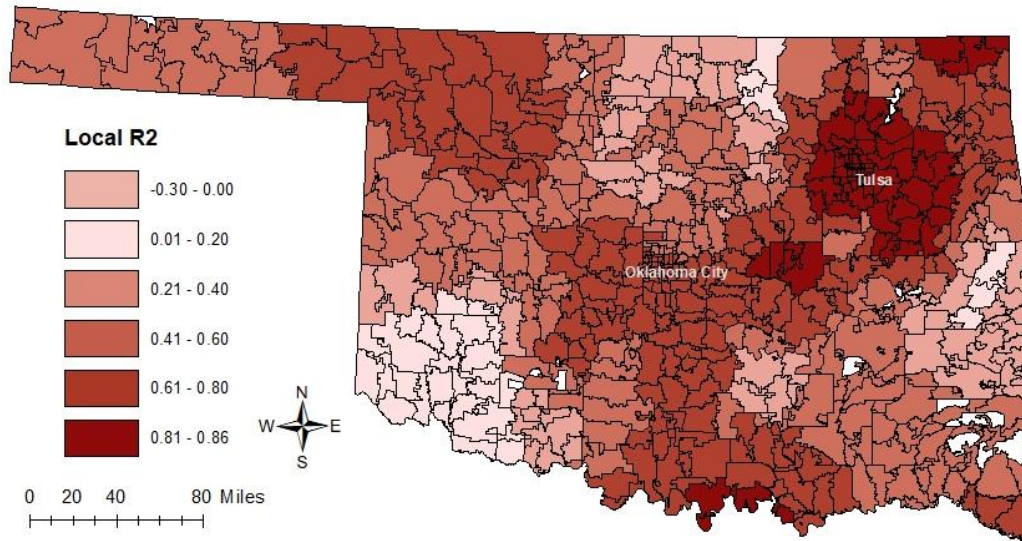 Local R2
-0.30 - 0.00
0.01 - 0.20
0.21 - 0.40
0.41 - 0.60
0.61 - 0.80
0.81 - 0.86
N
W E
S
0 20 40 80 Miles
Tulsa
Oklahoma City